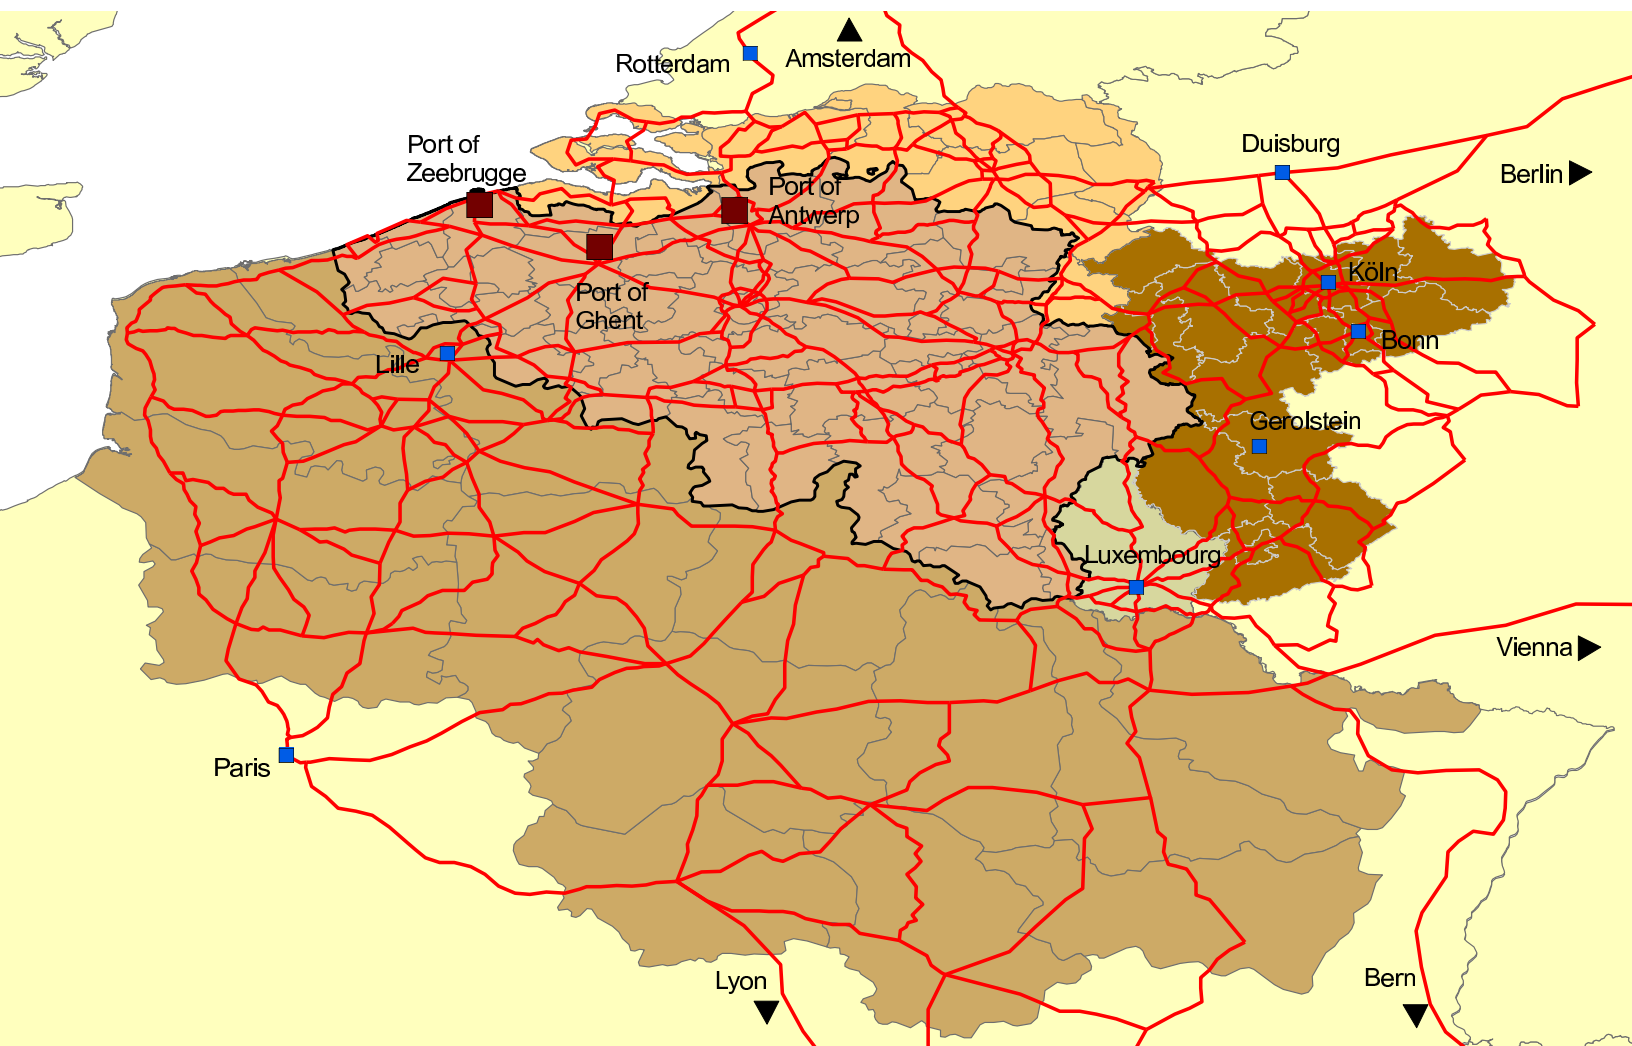 Rotterdam
Amsterdam
Port of
Zeebrugge
Duisburg
Berlin
Port of
Antwerp
Köln
Port of
Ghent
Bonn
Lille
Gerolstein
Luxembourg
Vienna
Paris
Lyon
Bern